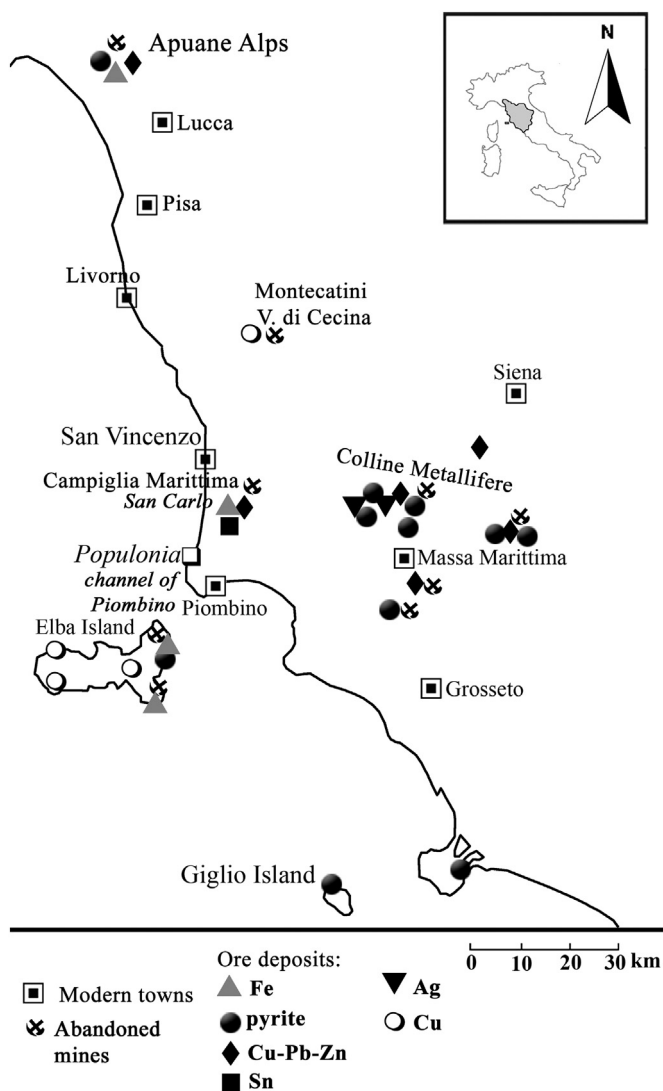 N
Apuane Alps
Lucca
Pisa
Livorno
Montecatini
V. di Cecina
Siena
San Vincenzo
Colline Metallifere
Campiglia Marittima
San Carlo
Populonia
Massa Marittima
channel of
Piombino
Piombino
Elba Island
Grosseto
Giglio Island
0 10 20 30 km
Ore deposits:
Modern towns
Abandoned
mines
Fe
pyrite
Cu-Pb-Zn
Sn
Ag
Cu